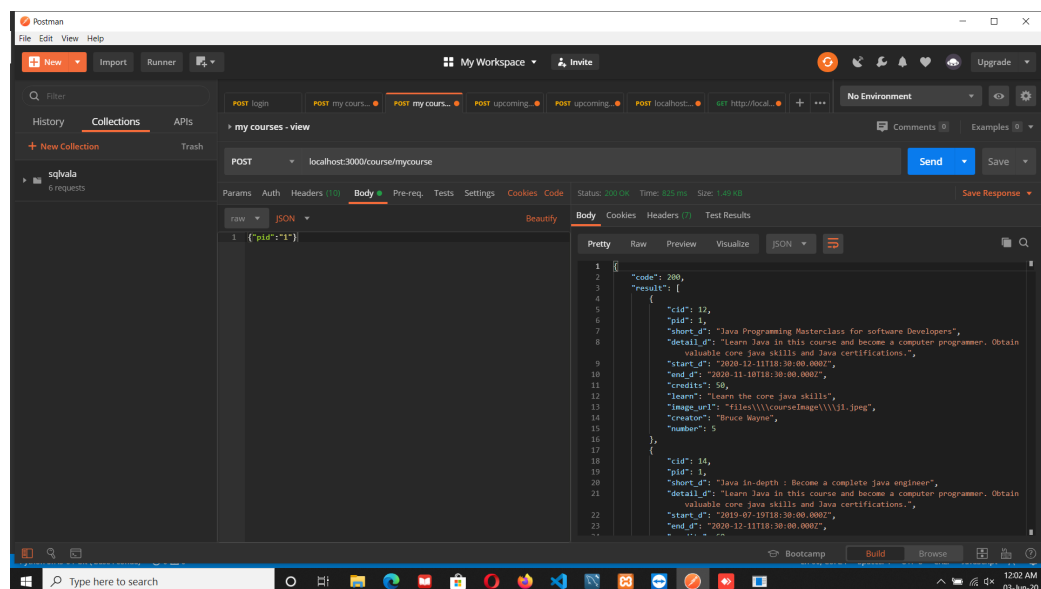 Postman
File Edit View Help
New Import Runner My Workspace Invite Upgrade
Filter
History Collections APIs
+ New Collection Trash
sqlvala
6 requests
POST login POST my cours... POST my cours... POST upcoming... POST upcoming... POST localhost:... GET http://local... + ••• No Environment
my courses - view Comments 0 Examples 0
POST localhost:3000/course/mycourse Send Save
Params Auth Headers (10) Body Pre-req. Tests Settings Cookies Code Status: 200 OK Time: 825 ms Size: 1.49 KB Save Response
raw JSON Beautify Body Cookies Headers (7) Test Results
1 {"pid":"1"}
Pretty Raw Preview Visualize JSON
1 {
2 "code": 200,
3 "result": [
4 {
5 "cid": 12,
6 "pid": 1,
7 "short_d": "Java Programming Masterclass for software Developers",
8 "detail_d": "Learn Java in this course and become a computer programmer. Obtain
valuable core java skills and Java certifications.",
9 "start_d": "2020-12-11T18:30:00.000Z",
10 "end_d": "2020-11-10T18:30:00.000Z",
11 "credits": 50,
12 "learn": "Learn the core java skills",
13 "image_url": "files\\\\courseImage\\\\j1.jpeg",
14 "creator": "Bruce Wayne",
15 "number": 5
16 },
17 {
18 "cid": 14,
19 "pid": 1,
20 "short_d": "Java in-depth : Become a complete java engineer",
21 "detail_d": "Learn Java in this course and become a computer programmer. Obtain
valuable core java skills and Java certifications.",
22 "start_d": "2019-07-19T18:30:00.000Z",
23 "end_d": "2020-12-11T18:30:00.000Z",
Bootcamp Build Browse
Type here to search
12:02 AM
03-Jun-20